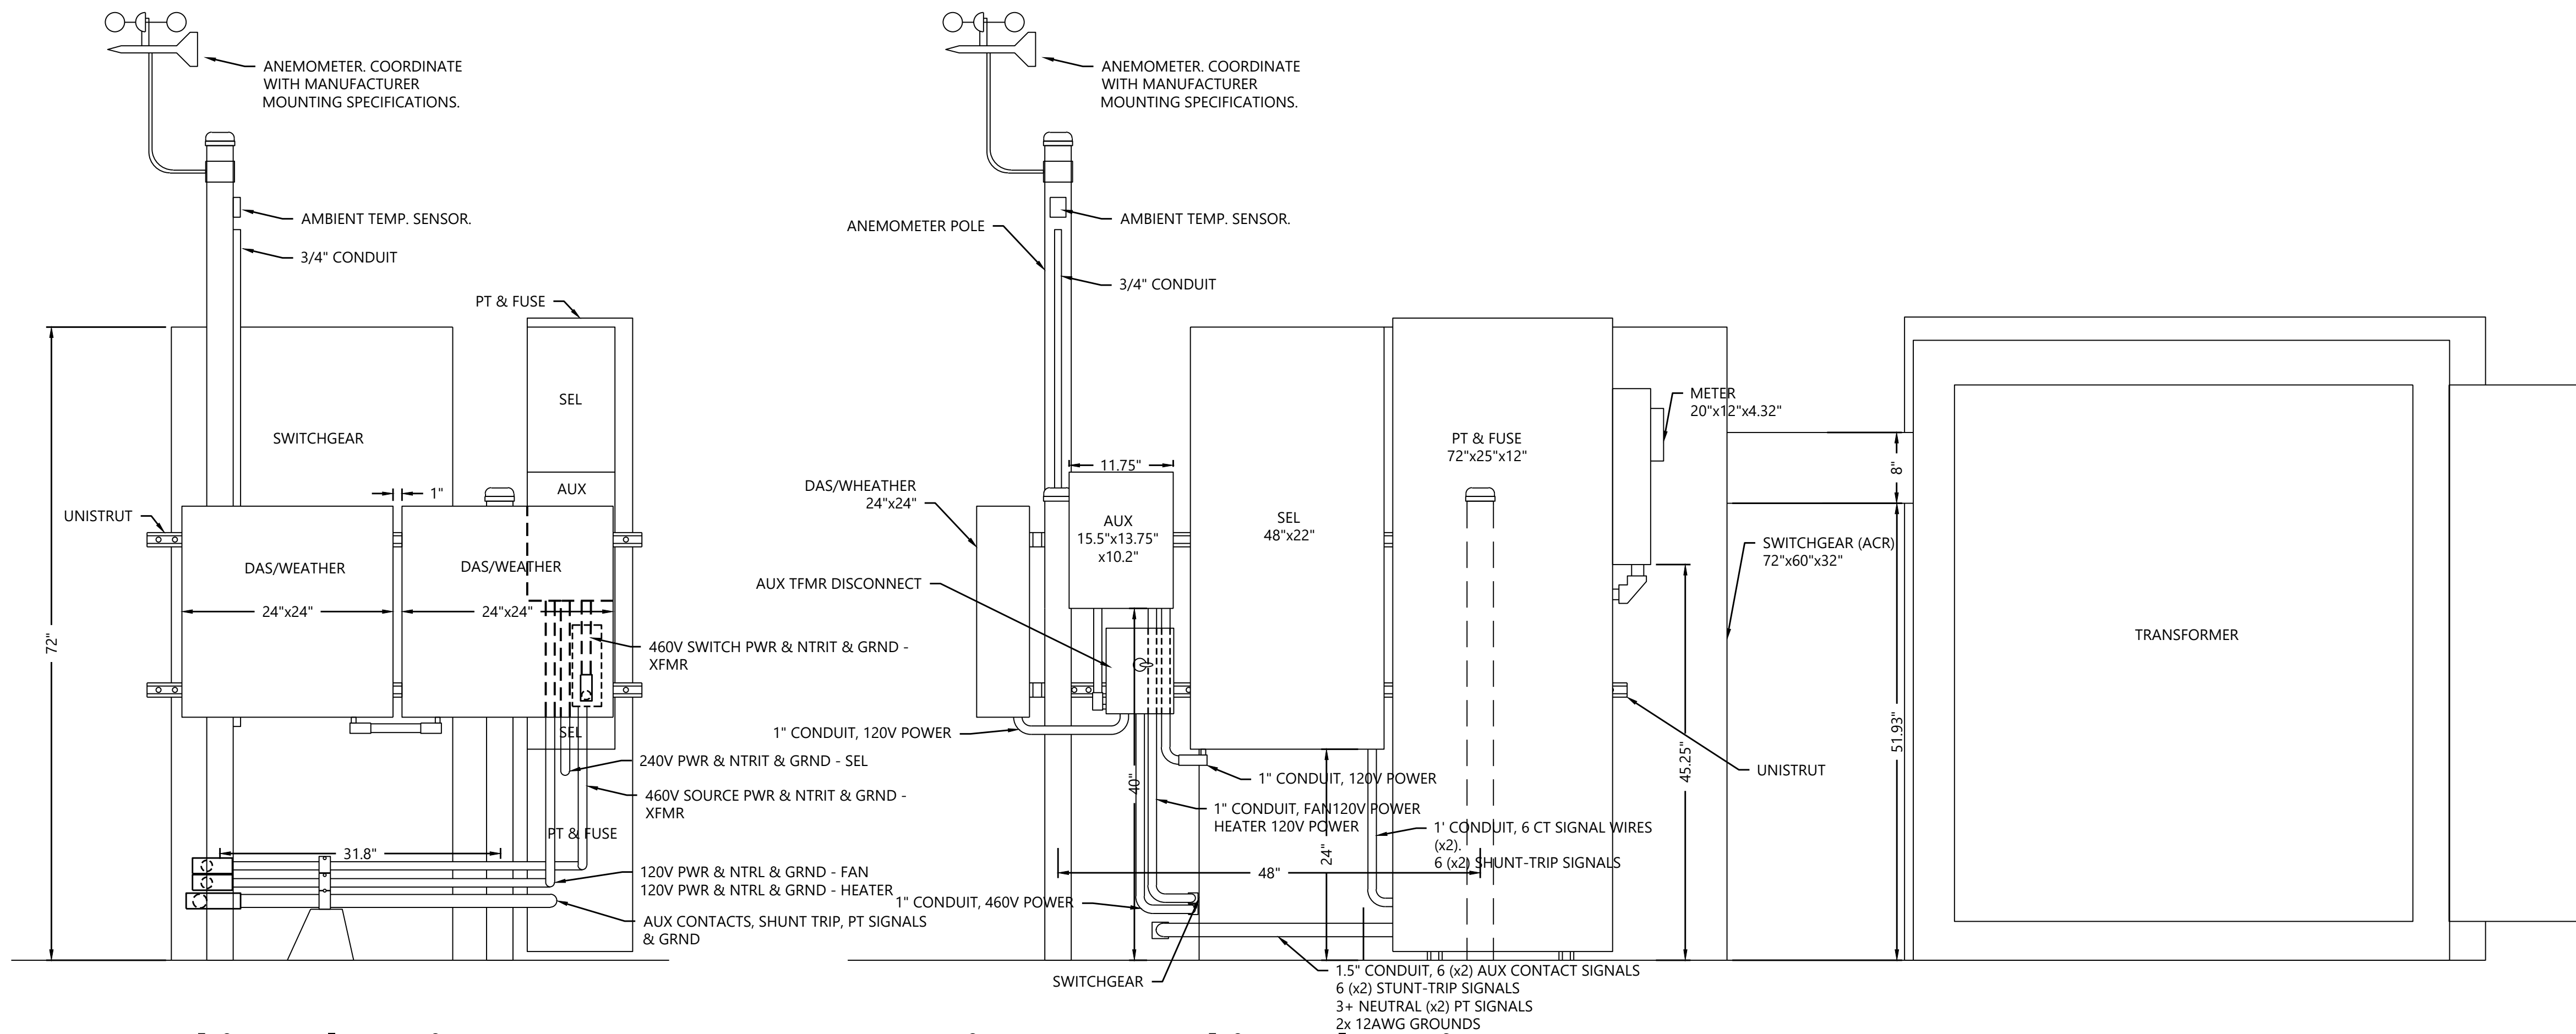 ANEMOMETER. COORDINATE
WITH MANUFACTURER
MOUNTING SPECIFICATIONS.
AMBIENT TEMP. SENSOR.
3/4" CONDUIT
PT & FUSE
SEL
SWITCHGEAR
AUX
1"
UNISTRUT
DAS/WEATHER
DAS/WEATHER
24"x24"
24"x24"
72"
460V SWITCH PWR & NTRIT & GRND -
XFMR
SEL
240V PWR & NTRIT & GRND - SEL
460V SOURCE PWR & NTRIT & GRND -
XFMR
PT & FUSE
31.8"
120V PWR & NTRL & GRND - FAN
120V PWR & NTRL & GRND - HEATER
AUX CONTACTS, SHUNT TRIP, PT SIGNALS
& GRND
ANEMOMETER. COORDINATE
WITH MANUFACTURER
MOUNTING SPECIFICATIONS.
AMBIENT TEMP. SENSOR.
ANEMOMETER POLE
3/4" CONDUIT
METER
20"x12"x4.32"
PT & FUSE
72"x25"x12"
11.75"
8"
DAS/WHEATHER
24"x24"
AUX
15.5"x13.75"
x10.2"
SEL
48"x22"
SWITCHGEAR (ACR)
72"x60"x32"
AUX TFMR DISCONNECT
TRANSFORMER
1" CONDUIT, 120V POWER
51.93"
45.25"
UNISTRUT
40"
1" CONDUIT, 120V POWER
1" CONDUIT, FAN120V POWER
HEATER 120V POWER
1' CONDUIT, 6 CT SIGNAL WIRES
(x2).
6 (x2) SHUNT-TRIP SIGNALS
24"
48"
1" CONDUIT, 460V POWER
SWITCHGEAR
1.5" CONDUIT, 6 (x2) AUX CONTACT SIGNALS
6 (x2) STUNT-TRIP SIGNALS
3+ NEUTRAL (x2) PT SIGNALS
2x 12AWG GROUNDS